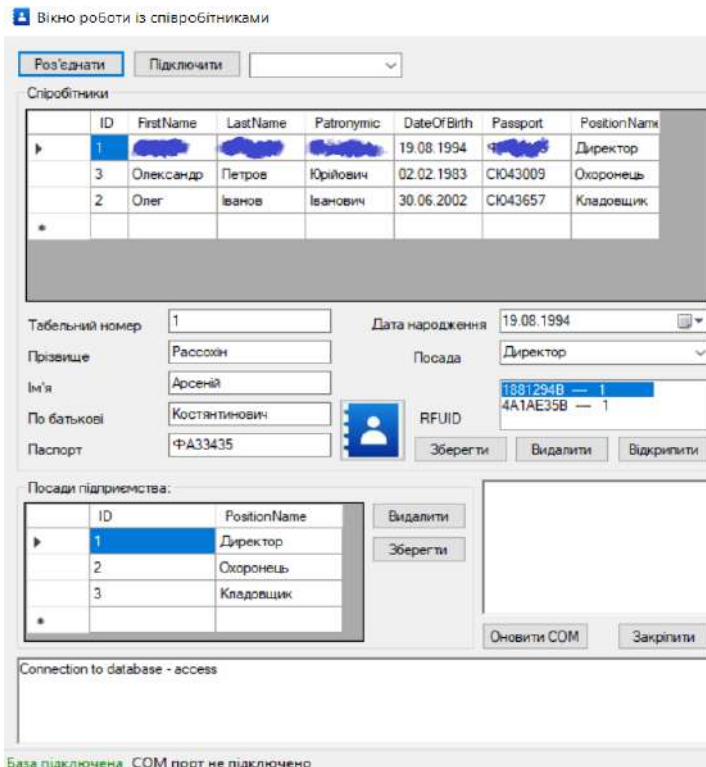 Вікно роботи із співробітниками
Роз'єднати Підключити
Спіробітники
ID FirstName LastName Patronymic DateOfBirth Passport PositionName
1 19.08.1994 Директор
3 Олександр Петров Юрійович 02.02.1983 СЮ43009 Охоронець
2 Олег Іванов Іванович 30.06.2002 СЮ43657 Кладовщик
Табельний номер 1 Дата народження 19.08.1994
Прізвище Рассохін Посада Директор
Ім'я Арсеній 1881294B — 1
4A1AE35B — 1
По батькові Костянтинович RFUID
Паспорт ФА33435 Зберегти Видалити Відкрипити
Посади підприємства:
ID PositionName Видалити
1 Директор
2 Охоронець Зберегти
3 Кладовщик
Оновити COM Закріпити
Connection to database - access
База підключена COM порт не підключено